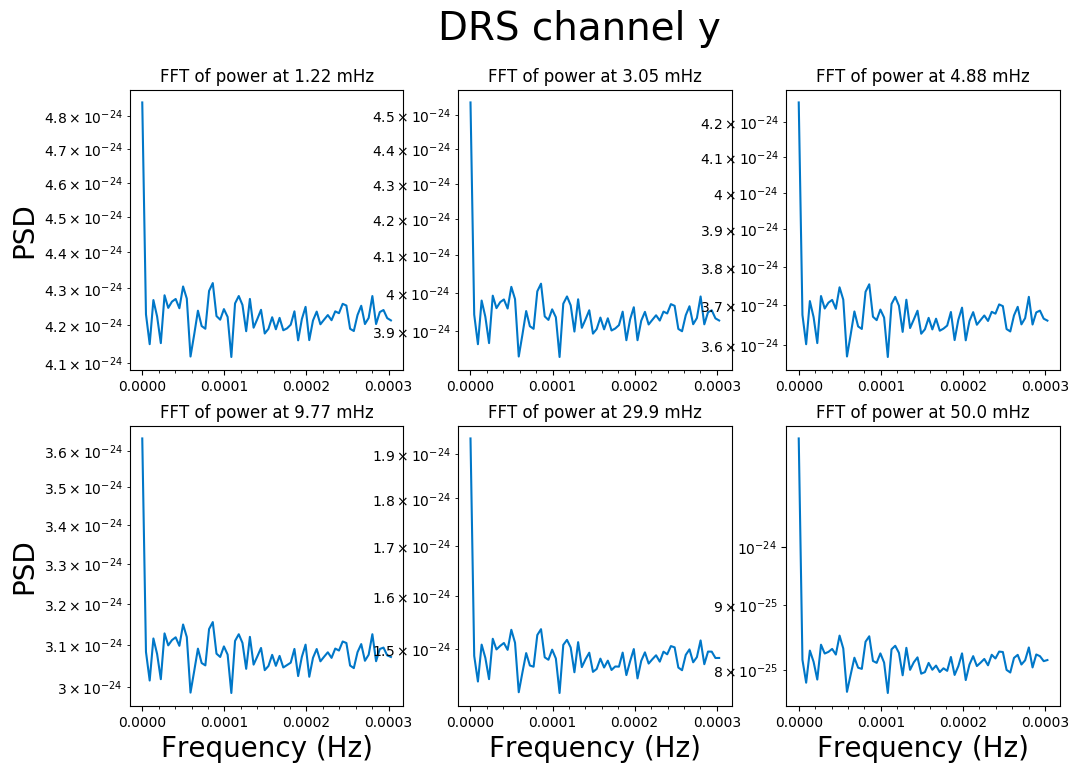 DRS channel y
FFT of power at 1.22 mHz
FFT of power at 3.05 mHz
FFT of power at 4.88 mHz
4.8 × 10⁻²⁴
4.7 × 10⁻²⁴
4.6 × 10⁻²⁴
4.5 × 10⁻²⁴
4.4 × 10⁻²⁴
4.3 × 10⁻²⁴
4.2 × 10⁻²⁴
4.1 × 10⁻²⁴
PSD
0.0000
0.0001
0.0002
0.0003
4.5 × 10⁻²⁴
4.4 × 10⁻²⁴
4.3 × 10⁻²⁴
4.2 × 10⁻²⁴
4.1 × 10⁻²⁴
4 × 10⁻²⁴
3.9 × 10⁻²⁴
0.0000
0.0001
0.0002
0.0003
4.2 × 10⁻²⁴
4.1 × 10⁻²⁴
4 × 10⁻²⁴
3.9 × 10⁻²⁴
3.8 × 10⁻²⁴
3.7 × 10⁻²⁴
3.6 × 10⁻²⁴
0.0000
0.0001
0.0002
0.0003
FFT of power at 9.77 mHz
FFT of power at 29.9 mHz
FFT of power at 50.0 mHz
3.6 × 10⁻²⁴
3.5 × 10⁻²⁴
3.4 × 10⁻²⁴
3.3 × 10⁻²⁴
3.2 × 10⁻²⁴
3.1 × 10⁻²⁴
3 × 10⁻²⁴
PSD
0.0000
0.0001
0.0002
0.0003
Frequency (Hz)
1.9 × 10⁻²⁴
1.8 × 10⁻²⁴
1.7 × 10⁻²⁴
1.6 × 10⁻²⁴
1.5 × 10⁻²⁴
0.0000
0.0001
0.0002
0.0003
Frequency (Hz)
10⁻²⁴
9 × 10⁻²⁵
8 × 10⁻²⁵
0.0000
0.0001
0.0002
0.0003
Frequency (Hz)